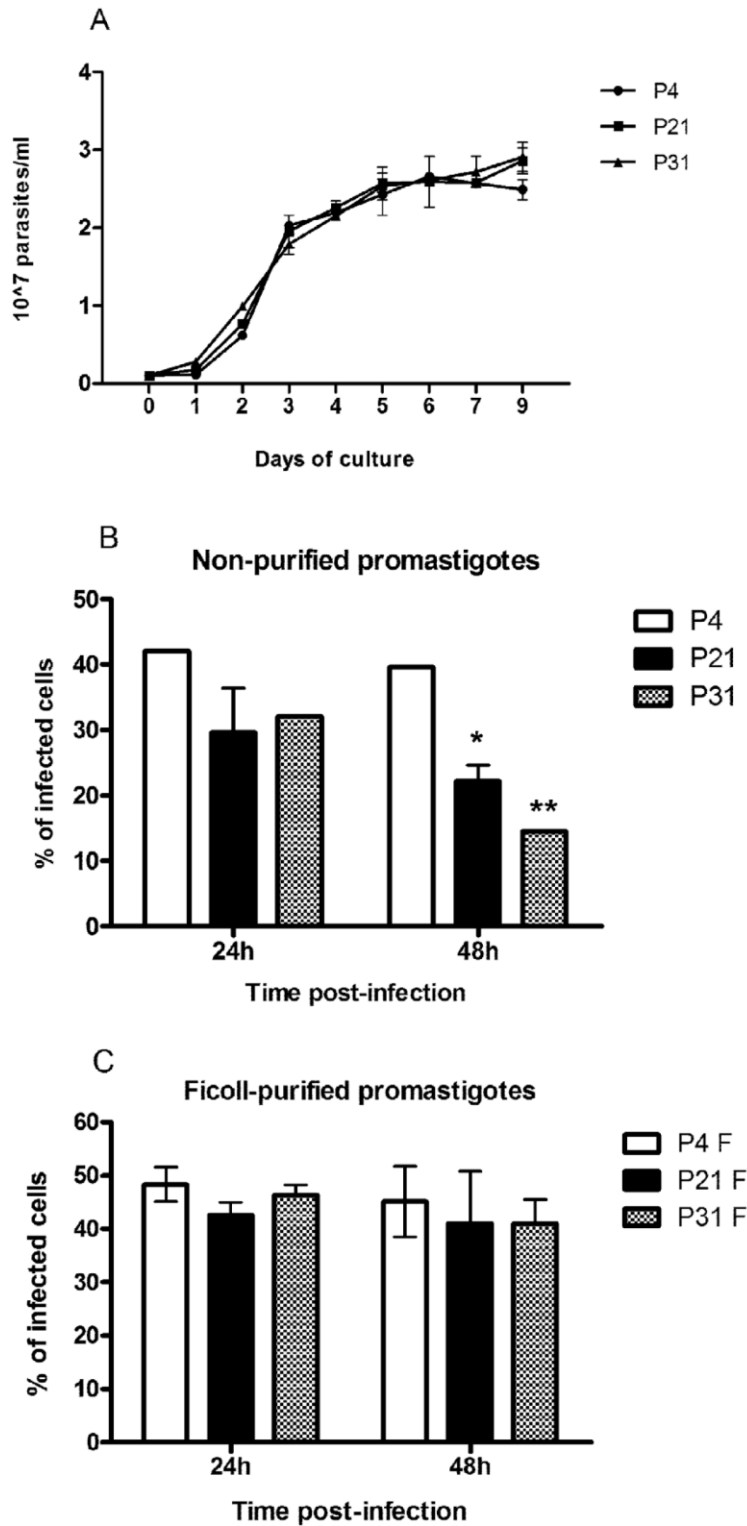 A
4
3
2
1
0
10^7 parasites/ml
0 1 2 3 4 5 6 7 9
Days of culture
P4
P21
P31
B
Non-purified promastigotes
50
40
30
20
10
0
% of infected cells
*
**
24h 48h
Time post-infection
P4
P21
P31
C
Ficoll-purified promastigotes
60
50
40
30
20
10
0
% of infected cells
24h 48h
Time post-infection
P4 F
P21 F
P31 F